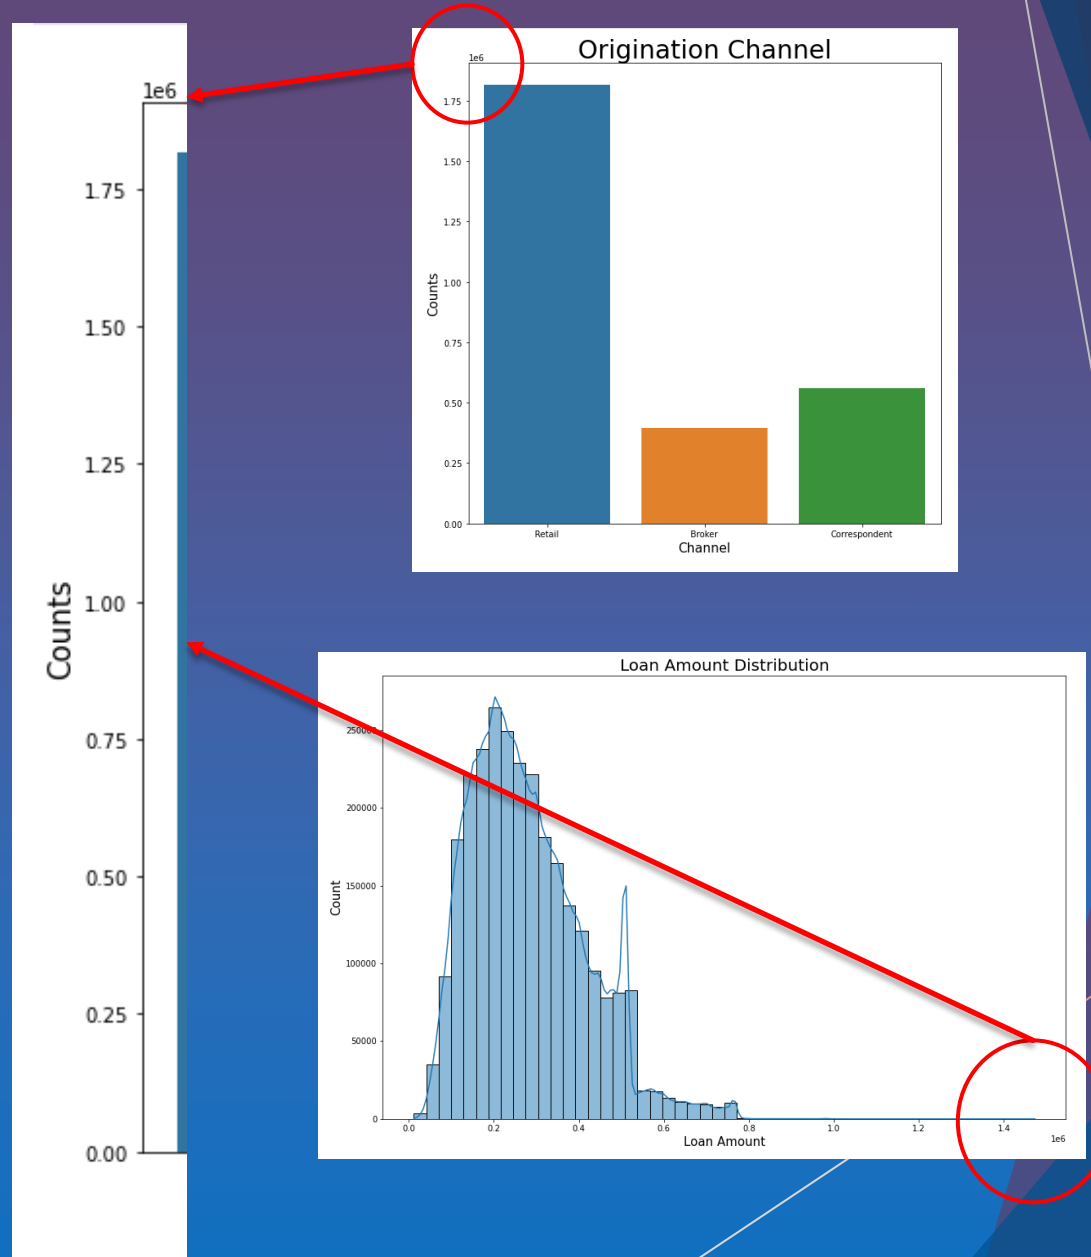 1e6
1.75
1.50
1.25
1.00
0.75
0.50
0.25
0.00
Counts
Origination Channel
1e6
1.75
1.50
1.25
1.00
0.75
0.50
0.25
0.00
Counts
Retail Broker Correspondent
Channel
Loan Amount Distribution
250000
200000
150000
100000
50000
0
Count
0.0 0.2 0.4 0.6 0.8 1.0 1.2 1.4
1e6
Loan Amount